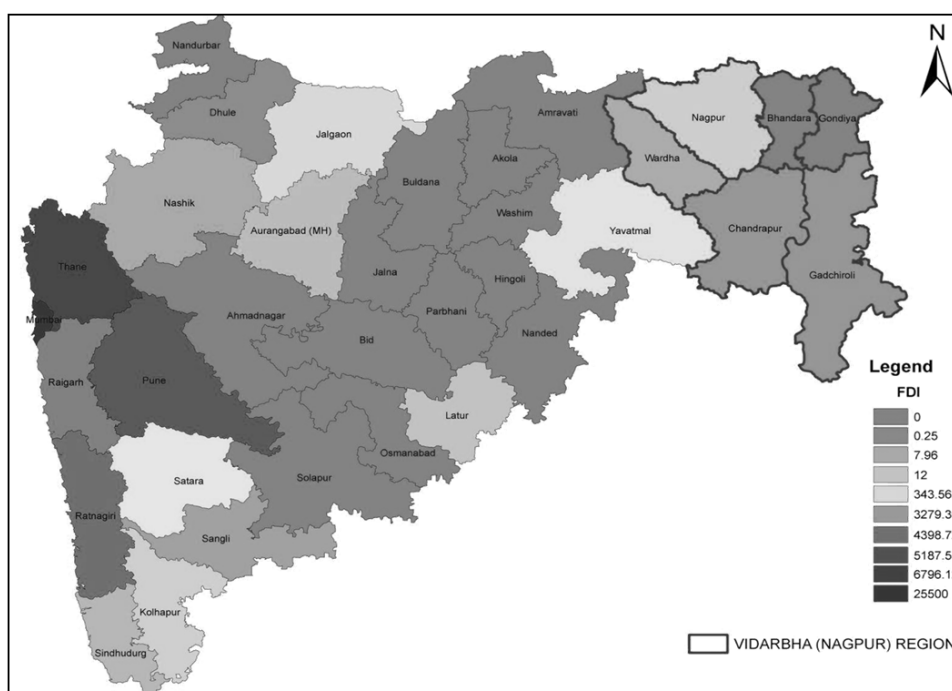 N
Nandurbar
Dhule
Jalgaon
Amravati
Nagpur
Bhandara
Gondiya
Akola
Wardha
Buldana
Nashik
Washim
Aurangabad (MH)
Yavatmal
Chandrapur
Thane
Jalna
Hingoli
Gadchiroli
Parbhani
Ahmadnagar
Mumbai
Nanded
Bid
Raigarh
Pune
Legend
FDI
0
0.25
7.96
12
343.56
3279.3
4398.7
5187.5
6796.1
25500
Latur
Osmanabad
Satara
Solapur
Ratnagiri
Sangli
Kolhapur
Sindhudurg
VIDARBHA (NAGPUR) REGION